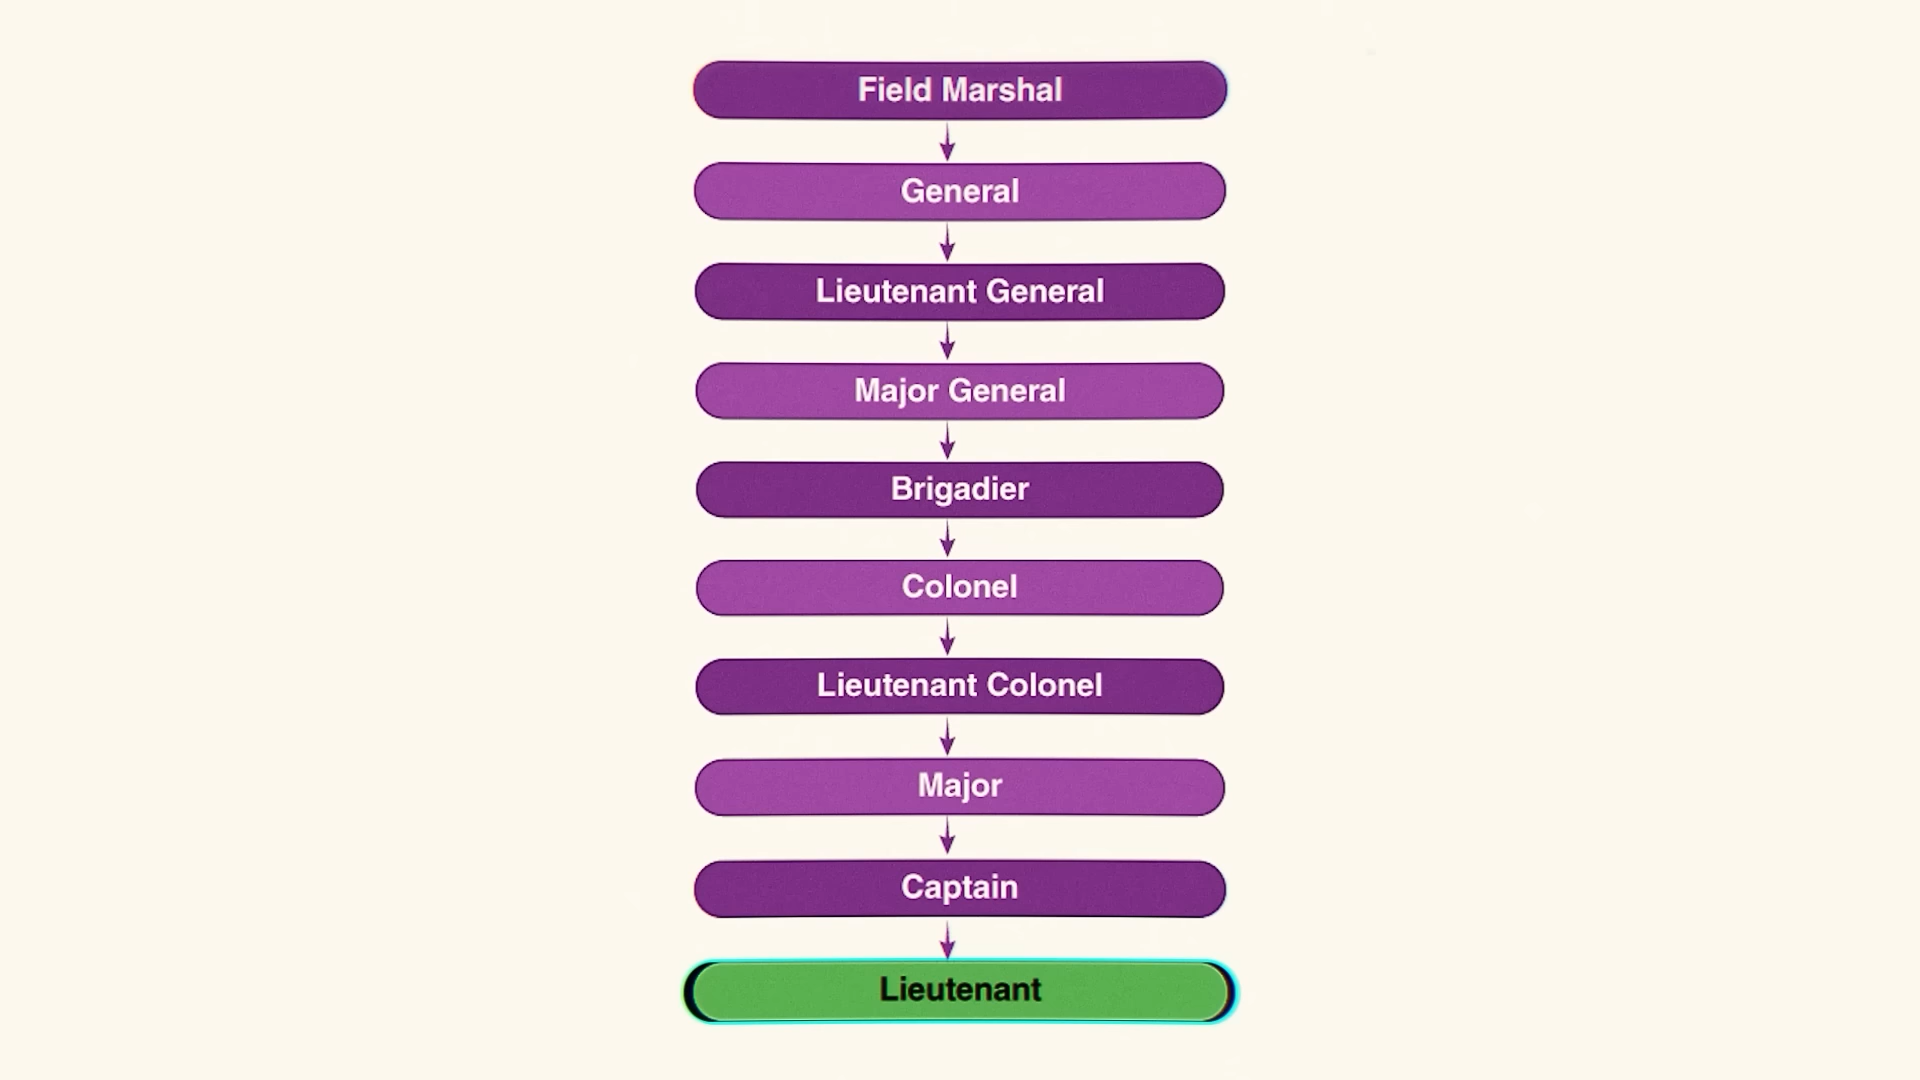 Field Marshal
General
Lieutenant General
Major General
Brigadier
Colonel
Lieutenant Colonel
Major
Captain
Lieutenant